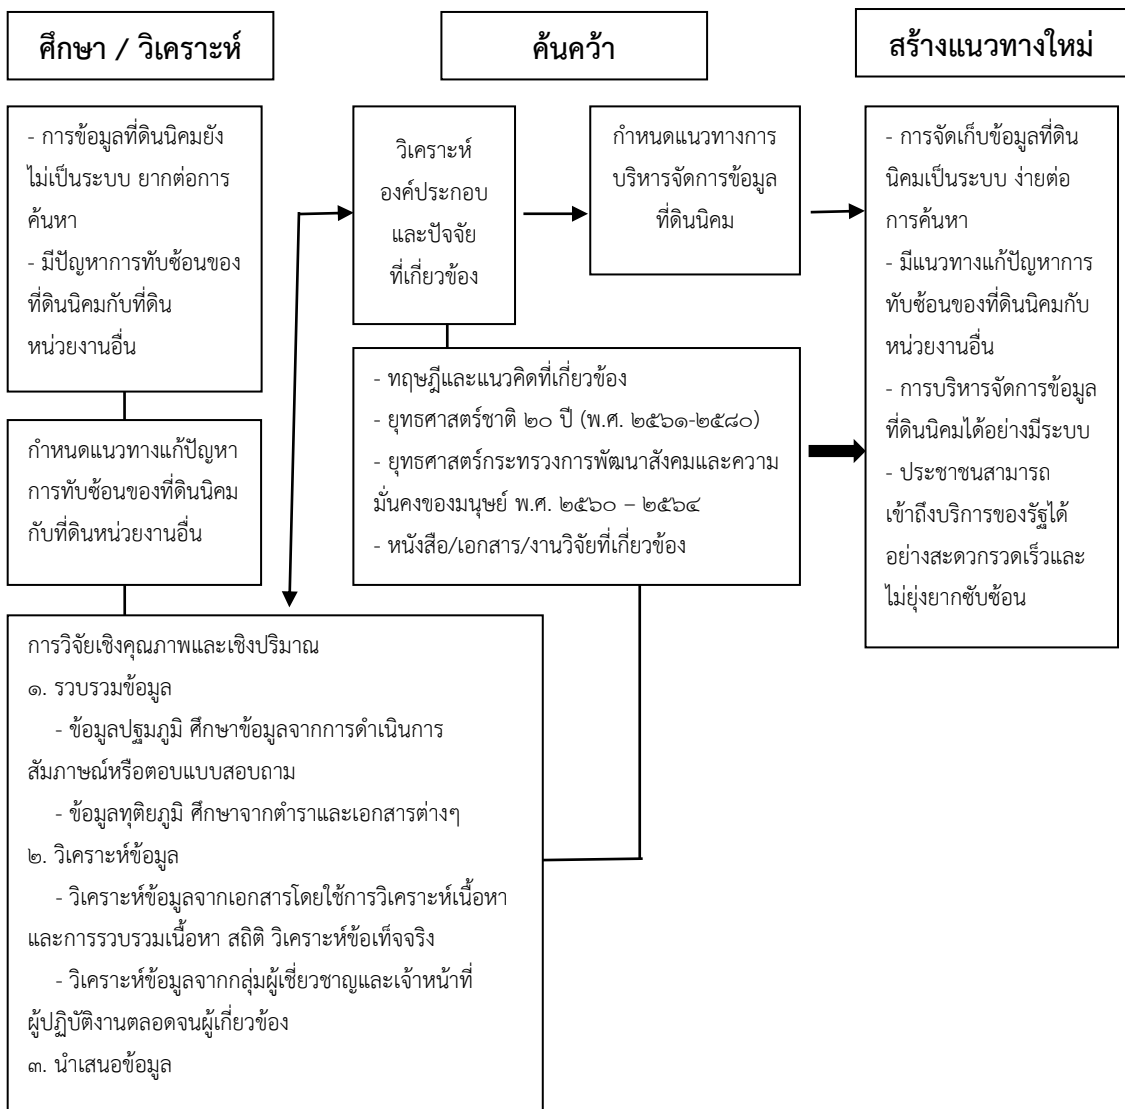 ศึกษา / วิเคราะห์
ค้นคว้า
สร้างแนวทางใหม่
- การข้อมูลที่ดินนิคมยัง
ไม่เป็นระบบ ยากต่อการ
ค้นหา
- มีปัญหาการทับซ้อนของ
ที่ดินนิคมกับที่ดิน
หน่วยงานอื่น
กำหนดแนวทางแก้ปัญหา
การทับซ้อนของที่ดินนิคม
กับที่ดินหน่วยงานอื่น
การวิจัยเชิงคุณภาพและเชิงปริมาณ
๑. รวบรวมข้อมูล
- ข้อมูลปฐมภูมิ ศึกษาข้อมูลจากการดำเนินการ
สัมภาษณ์หรือตอบแบบสอบถาม
- ข้อมูลทุติยภูมิ ศึกษาจากตำราและเอกสารต่างๆ
๒. วิเคราะห์ข้อมูล
- วิเคราะห์ข้อมูลจากเอกสารโดยใช้การวิเคราะห์เนื้อหา
และการรวบรวมเนื้อหา สถิติ วิเคราะห์ข้อเท็จจริง
- วิเคราะห์ข้อมูลจากกลุ่มผู้เชี่ยวชาญและเจ้าหน้าที่
ผู้ปฏิบัติงานตลอดจนผู้เกี่ยวข้อง
๓. นำเสนอข้อมูล
วิเคราะห์
องค์ประกอบ
และปัจจัย
ที่เกี่ยวข้อง
กำหนดแนวทางการ
บริหารจัดการข้อมูล
ที่ดินนิคม
- ทฤษฎีและแนวคิดที่เกี่ยวข้อง
- ยุทธศาสตร์ชาติ ๒๐ ปี (พ.ศ. ๒๕๖๑-๒๕๘๐)
- ยุทธศาสตร์กระทรวงการพัฒนาสังคมและความ
มั่นคงของมนุษย์ พ.ศ. ๒๕๖๐ – ๒๕๖๔
- หนังสือ/เอกสาร/งานวิจัยที่เกี่ยวข้อง
- การจัดเก็บข้อมูลที่ดิน
นิคมเป็นระบบ ง่ายต่อ
การค้นหา
- มีแนวทางแก้ปัญหาการ
ทับซ้อนของที่ดินนิคมกับ
หน่วยงานอื่น
- การบริหารจัดการข้อมูล
ที่ดินนิคมได้อย่างมีระบบ
- ประชาชนสามารถ
เข้าถึงบริการของรัฐได้
อย่างสะดวกรวดเร็วและ
ไม่ยุ่งยากซับซ้อน